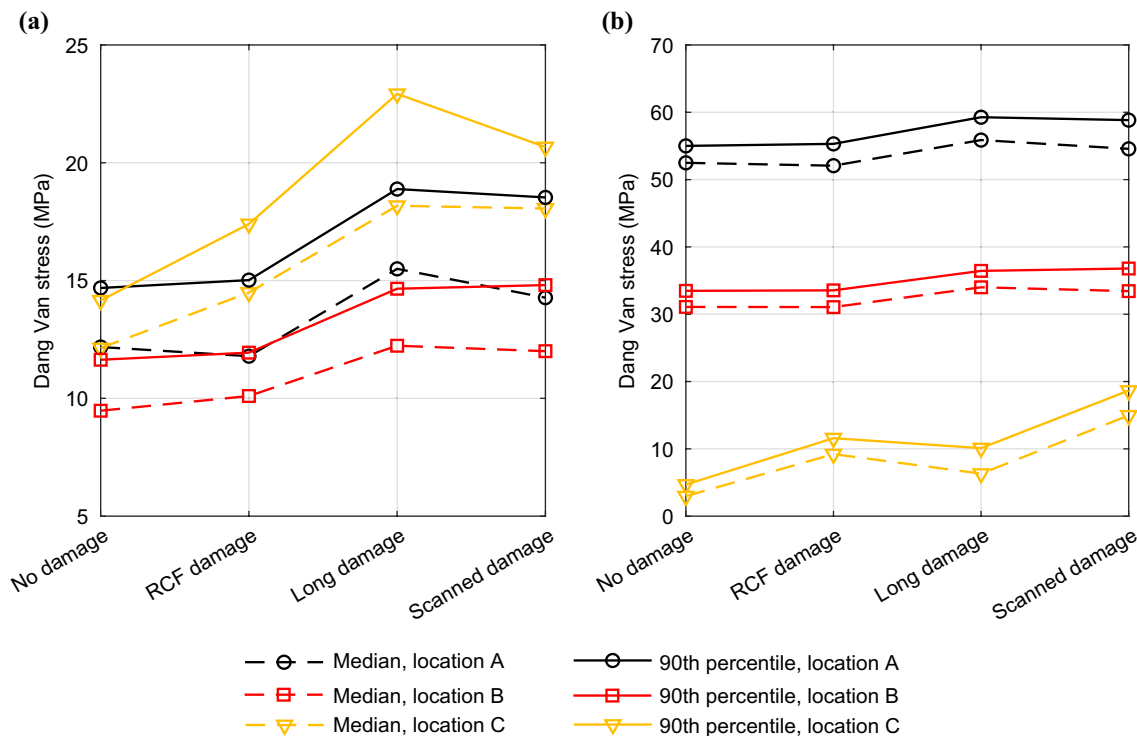 (a)
25
20
15
10
5
Dang Van stress (MPa)
No damage
RCF damage
Long damage
Scanned damage
(b)
70
60
50
40
30
20
10
0
Dang Van stress (MPa)
No damage
RCF damage
Long damage
Scanned damage
Median, location A
90th percentile, location A
Median, location B
90th percentile, location B
Median, location C
90th percentile, location C